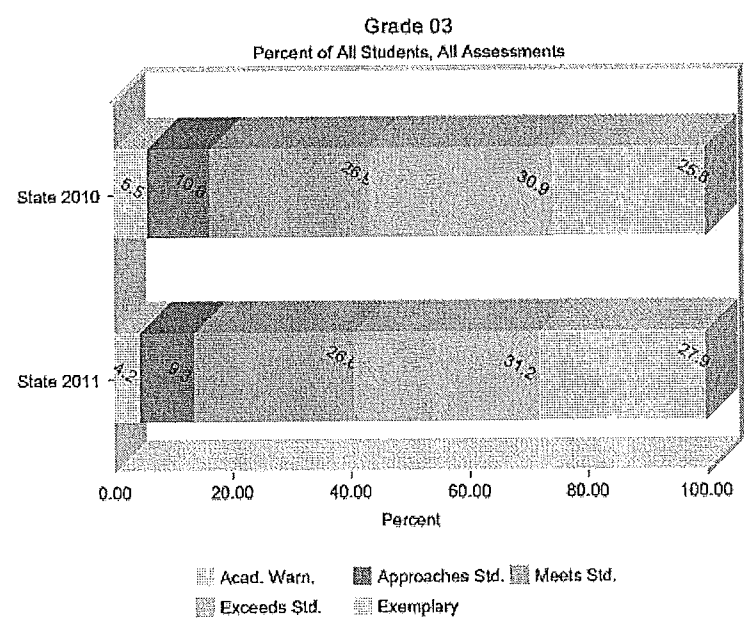 Grade 03
Percent of All Students, All Assessments
State 2010
5.5
30.9
25.8
State 2011
4.2
9.3
31.2
27.9
0.00 20.00 40.00 60.00 80.00 100.00
Percent
Acad. Warn. Approaches Std. Meets Std.
Exceeds Std. Exemplary